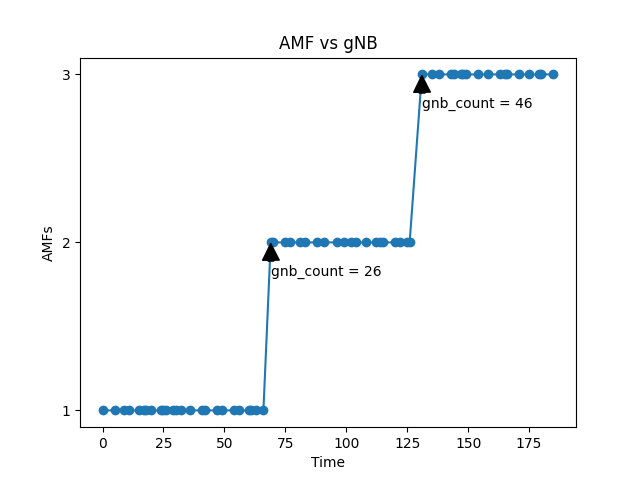 AMF vs gNB
3
gnb_count = 46
AMFs
2
gnb_count = 26
1
0 25 50 75 100 125 150 175
Time